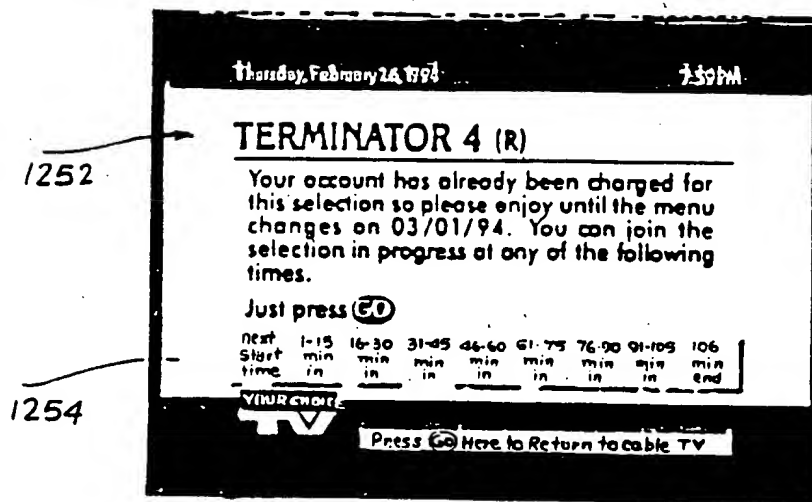 Thursday, February 26, 1994 7:39PM
1252
TERMINATOR 4 (R)
Your account has already been charged for
this selection so please enjoy until the menu
changes on 03/01/94. You can join the
selection in progress at any of the following
times.
Just press GO
next 1-15 16-30 31-45 46-60 61-75 76-90 91-105 106
start min min min min min min min min
time in in in in in in in end
1254
YOUR CHOICE
TV
Press GO Here to Return to cable TV